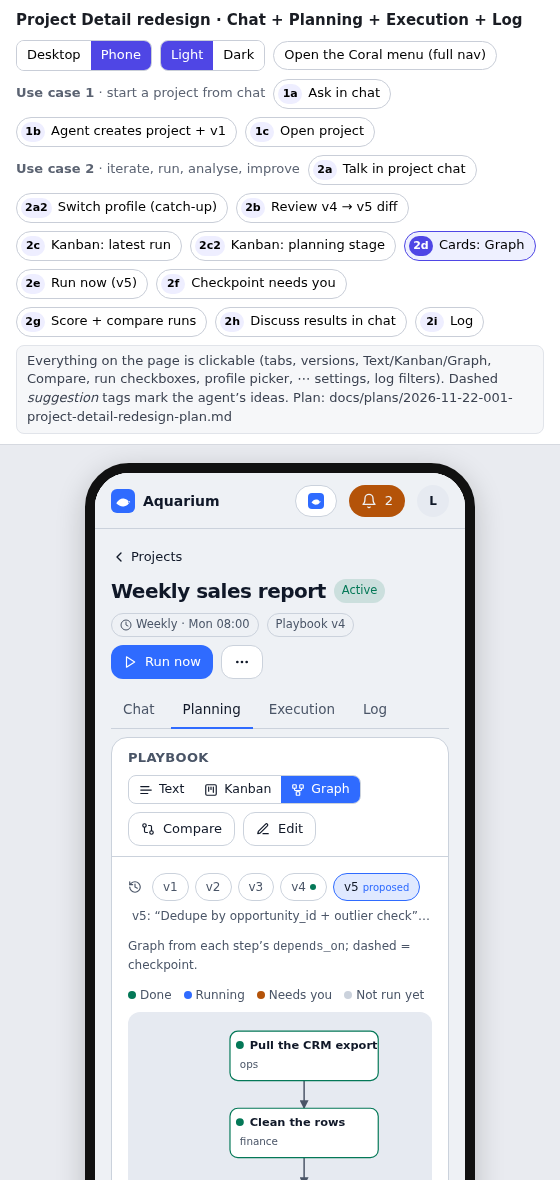 Project Detail redesign · Chat + Planning + Execution + Log
Desktop Phone Light Dark Open the Coral menu (full nav)
Use case 1 · start a project from chat 1a Ask in chat
1b Agent creates project + v1 1c Open project
Use case 2 · iterate, run, analyse, improve 2a Talk in project chat
2a2 Switch profile (catch-up) 2b Review v4 → v5 diff
2c Kanban: latest run 2c2 Kanban: planning stage 2d Cards: Graph
2e Run now (v5) 2f Checkpoint needs you
2g Score + compare runs 2h Discuss results in chat 2i Log
Everything on the page is clickable (tabs, versions, Text/Kanban/Graph,
Compare, run checkboxes, profile picker, ··· settings, log filters). Dashed
suggestion tags mark the agent’s ideas. Plan: docs/plans/2026-11-22-001-
project-detail-redesign-plan.md
Aquarium 2 L
Projects
Weekly sales report Active
Weekly · Mon 08:00 Playbook v4
Run now ···
Chat Planning Execution Log
PLAYBOOK
Text Kanban Graph
Compare Edit
v1 v2 v3 v4 v5 proposed
v5: “Dedupe by opportunity_id + outlier check”...
Graph from each step’s depends_on; dashed =
checkpoint.
Done Running Needs you Not run yet
Pull the CRM export
ops
Clean the rows
finance